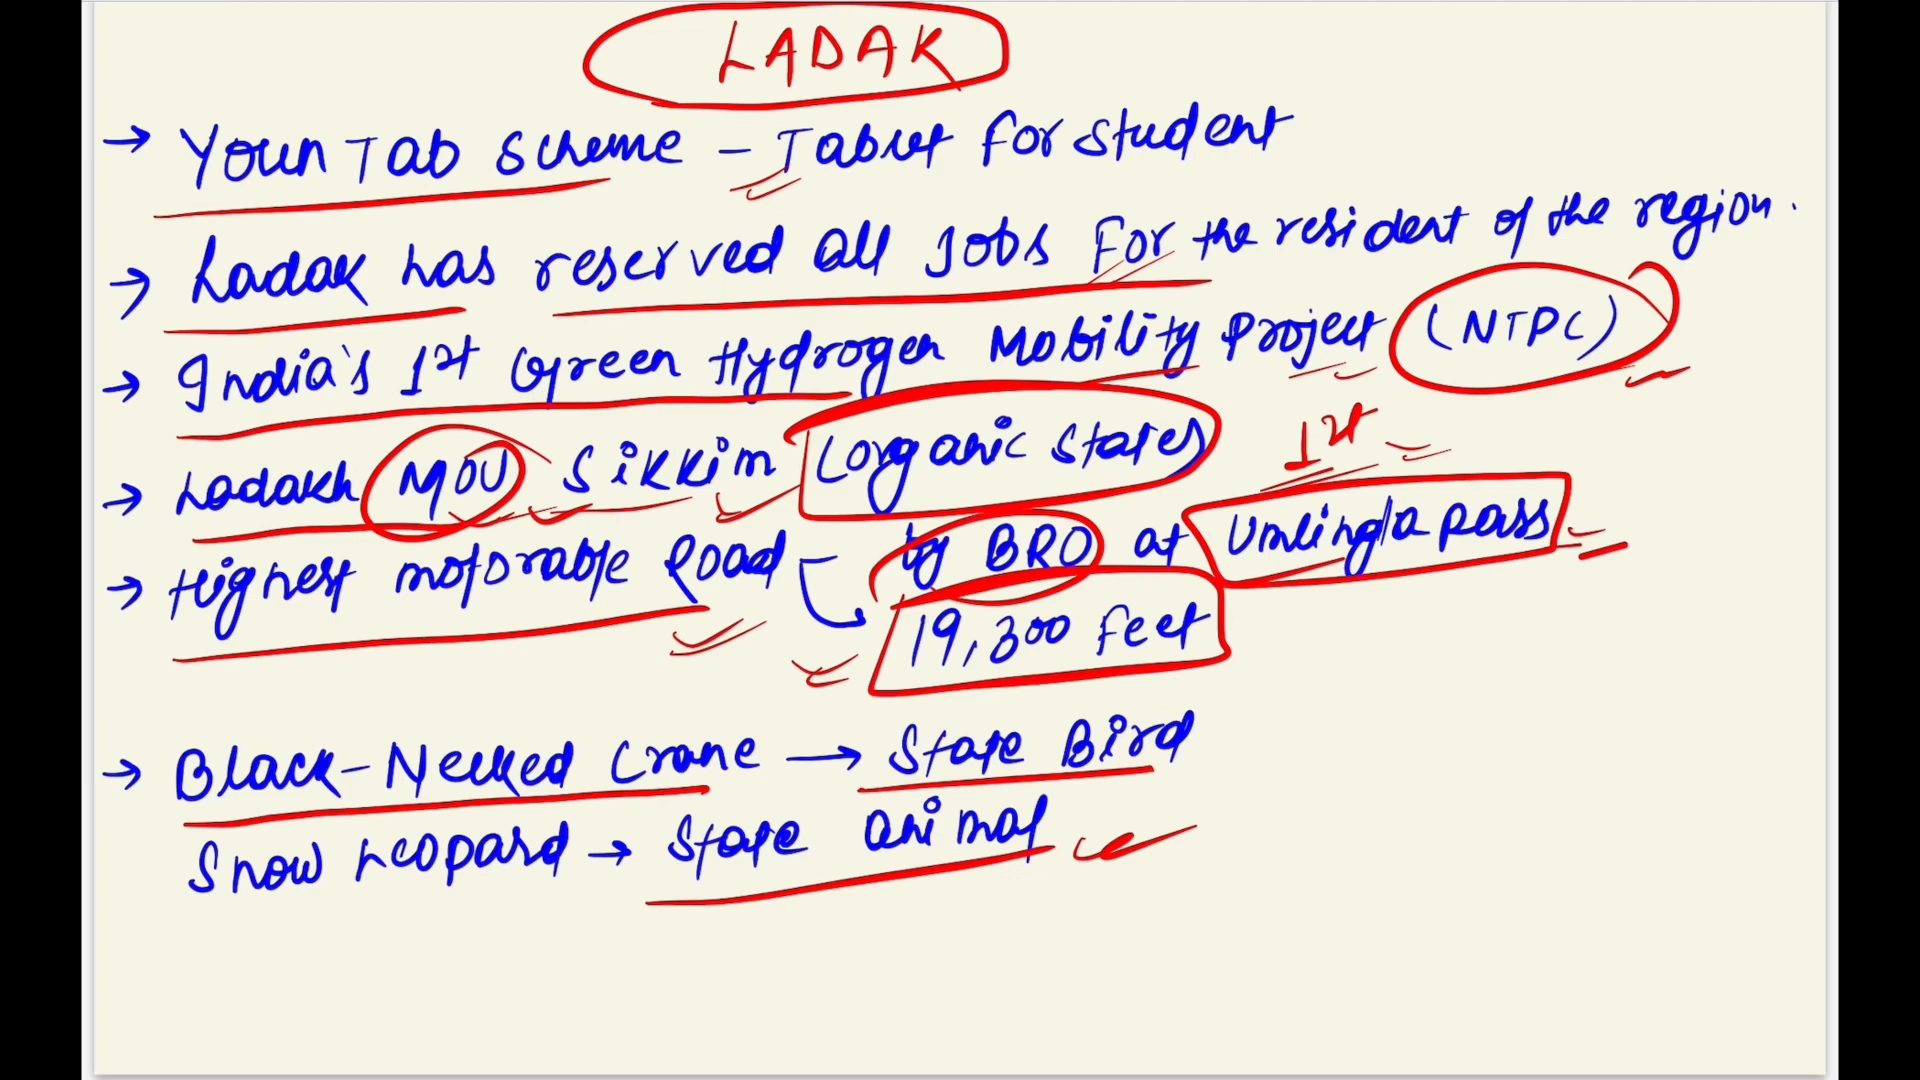 LADAK
→ YounTab scheme - Tablet for student
→ Ladak has reserved all jobs for the resident of the region.
→ India's 1st Green Hydrogen Mobility Project (NTPC)
→ Ladakh MOU Sikkim (organic states) 1st
→ Highest motorable Road - by BRO at Umlingla pass
19,300 feet
→ Black-Necked Crane → State Bird
Snow Leopard → State animal